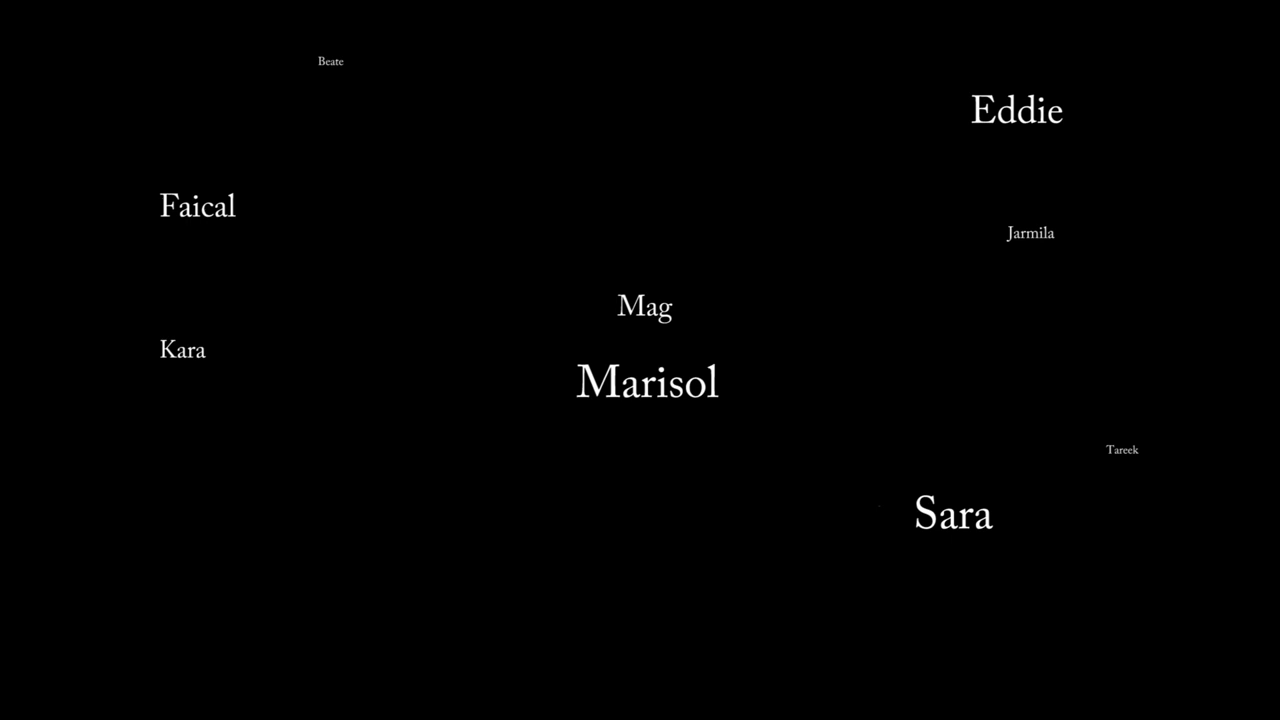 Beate
Eddie
Faical
Jarmila
Mag
Kara
Marisol
Tareek
Sara